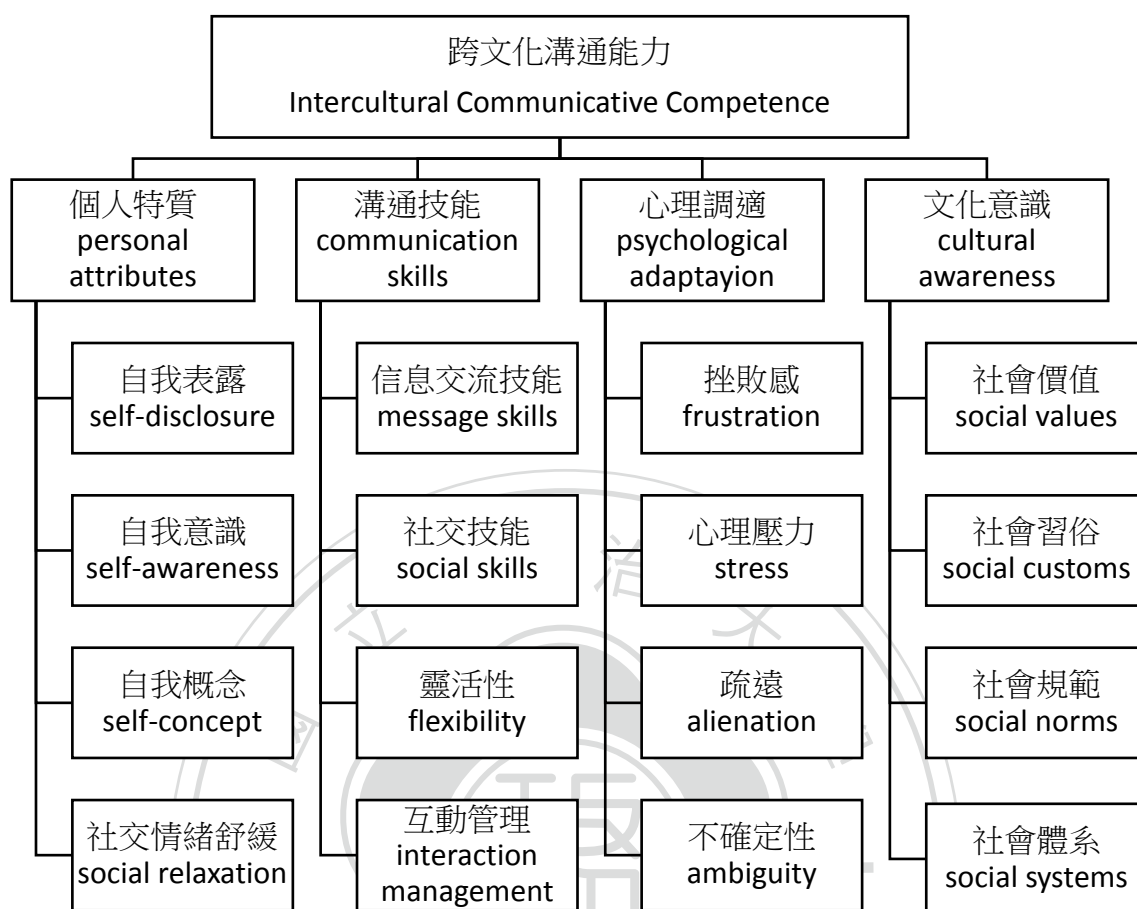 跨文化溝通能力
Intercultural Communicative Competence
個人特質
personal
attributes
自我表露
self-disclosure
自我意識
self-awareness
自我概念
self-concept
社交情緒舒緩
social relaxation
溝通技能
communication
skills
信息交流技能
message skills
社交技能
social skills
靈活性
flexibility
互動管理
interaction
management
心理調適
psychological
adaptayion
挫敗感
frustration
心理壓力
stress
疏遠
alienation
不確定性
ambiguity
文化意識
cultural
awareness
社會價值
social values
社會習俗
social customs
社會規範
social norms
社會體系
social systems